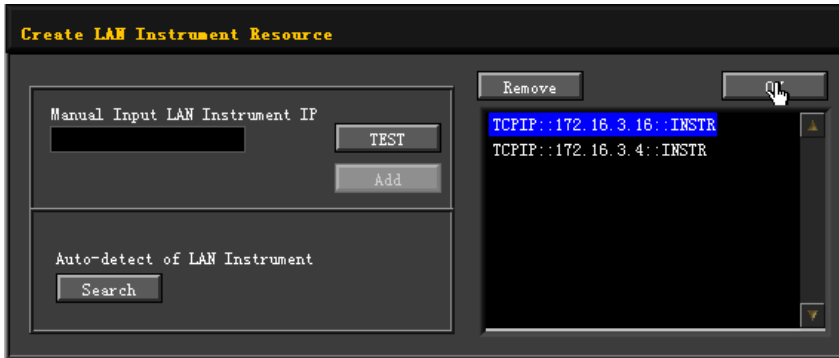 Create LAN Instrument Resource
Manual Input LAN Instrument IP
TEST
Add
Auto-detect of LAN Instrument
Search
Remove
TCPIP::172.16.3.16::INSTR
TCPIP::172.16.3.4::INSTR